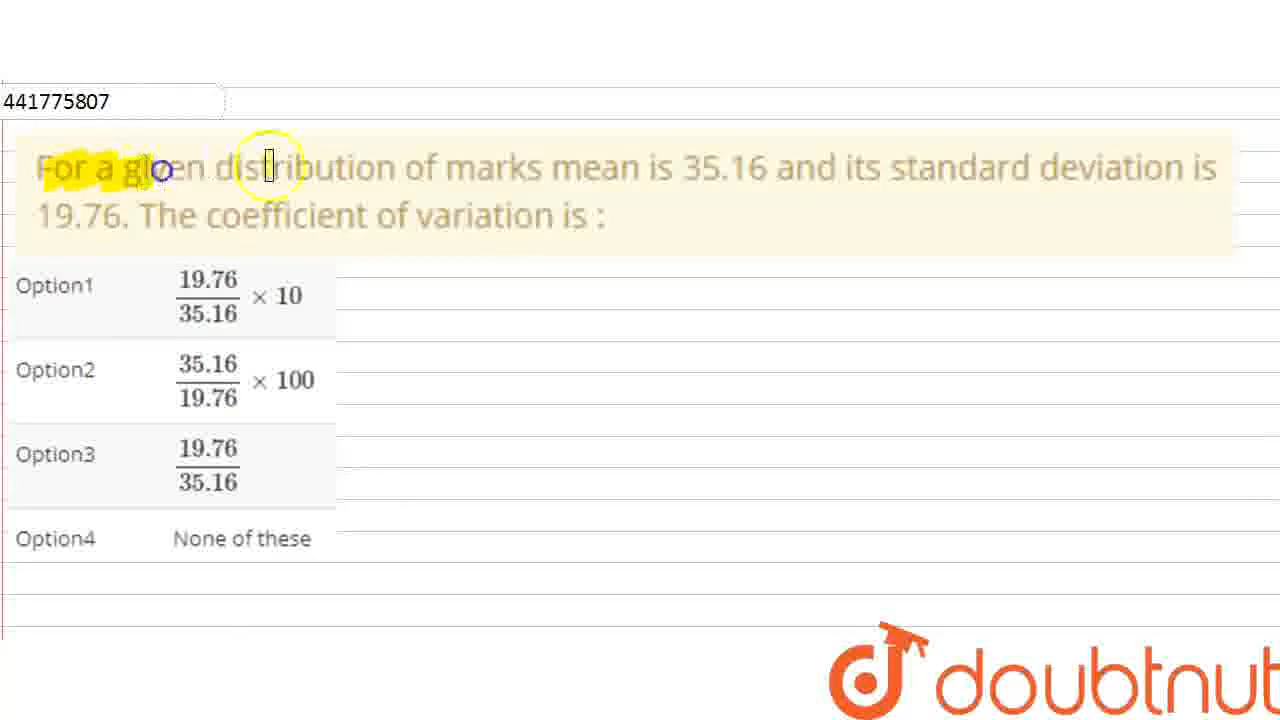 441775807
For a given distribution of marks mean is 35.16 and its standard deviation is
19.76. The coefficient of variation is :
Option1 19.76/35.16 × 10
Option2 35.16/19.76 × 100
Option3 19.76/35.16
Option4 None of these
doubtnut